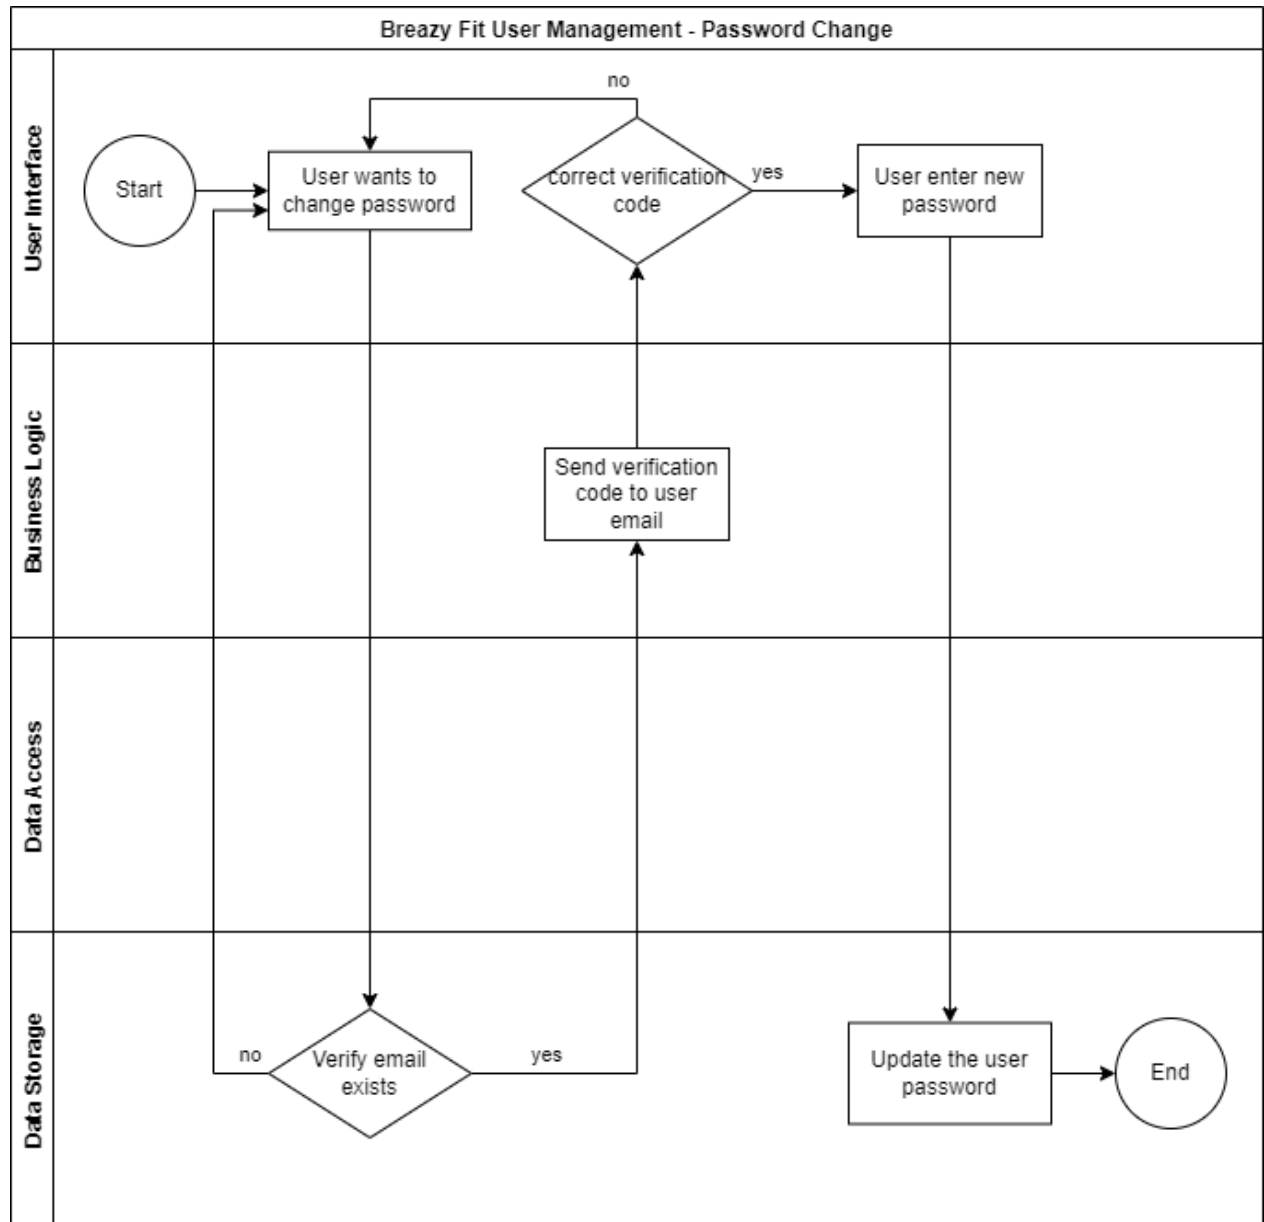 Breazy Fit User Management - Password Change
User Interface
Start
User wants to
change password
no
correct verification
code
yes
User enter new
password
Business Logic
Send verification
code to user
email
Data Access
Data Storage
no
Verify email
exists
yes
Update the user
password
End